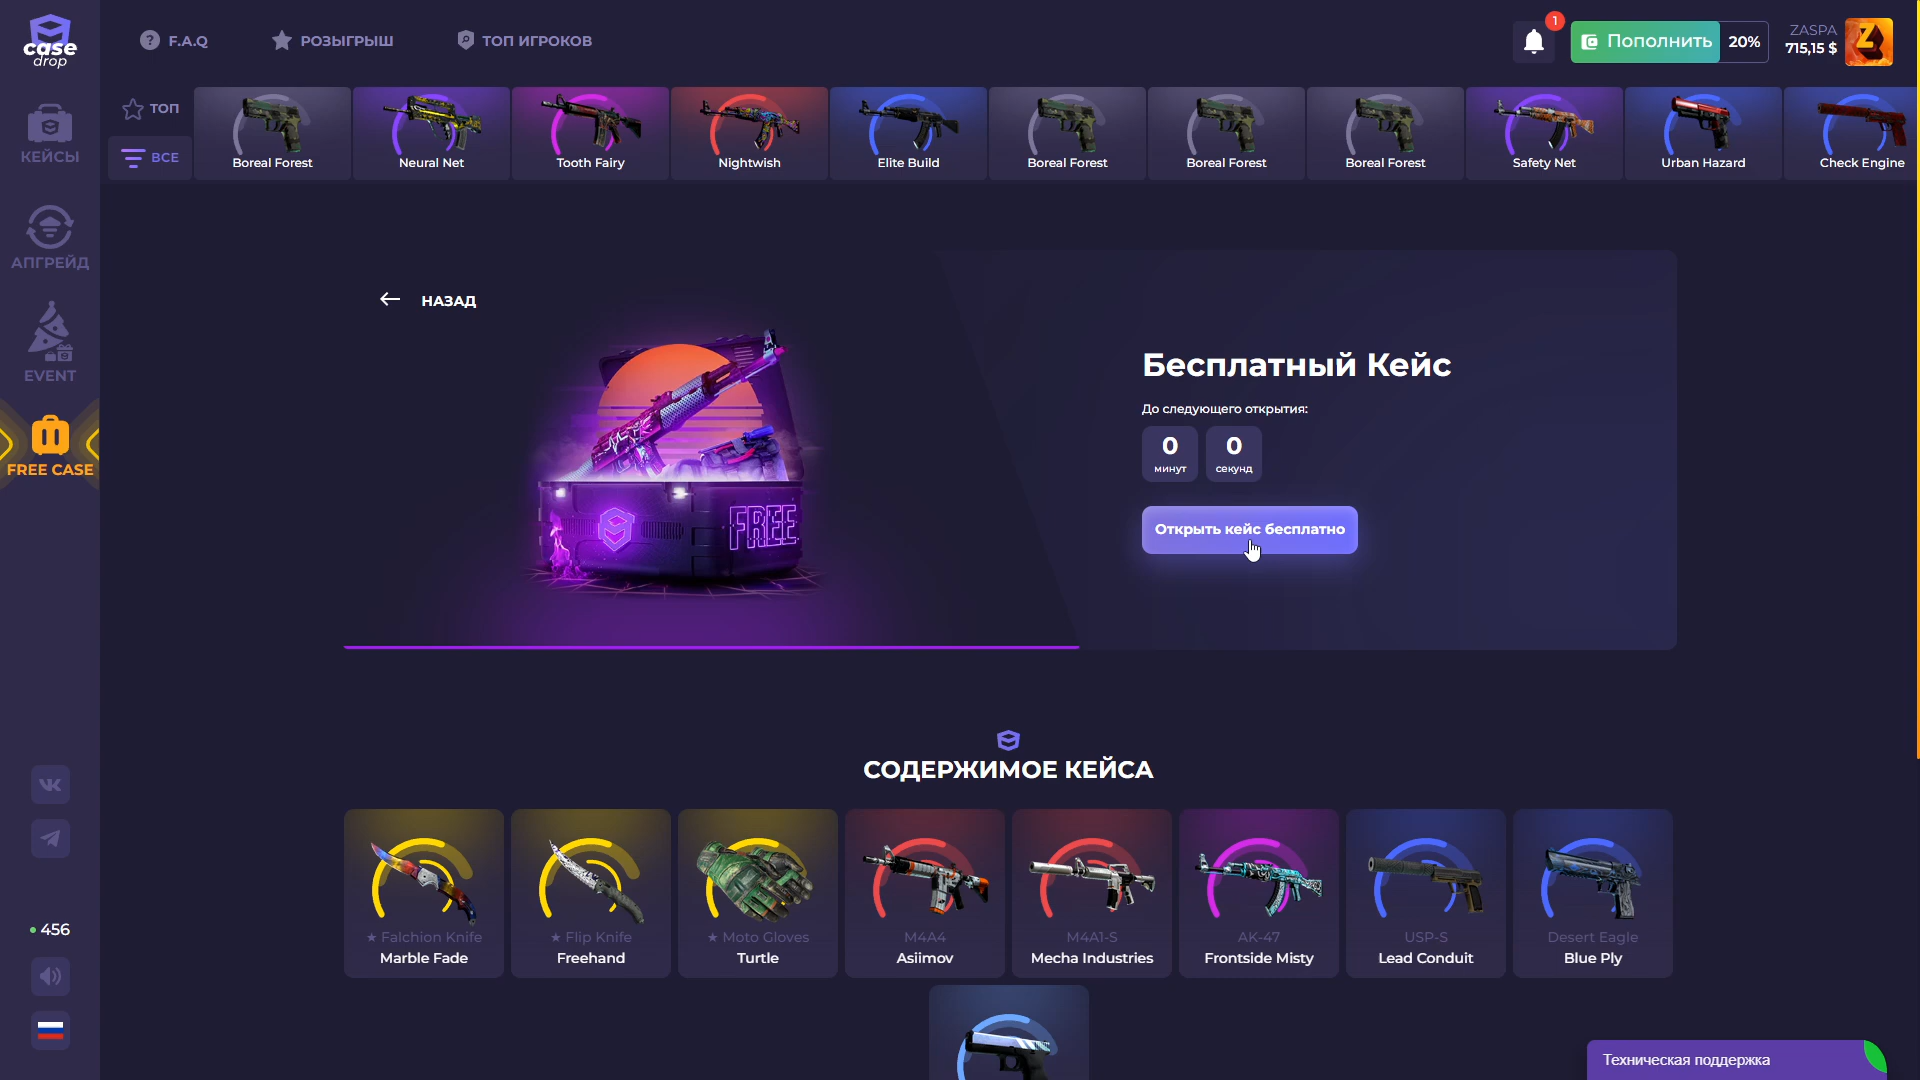 case
drop
F.A.Q
РОЗЫГРЫШ
ТОП ИГРОКОВ
1
Пополнить
20%
ZASPA
715,15 $
ТОП
ВСЕ
Boreal Forest
Neural Net
Tooth Fairy
Nightwish
Elite Build
Boreal Forest
Boreal Forest
Boreal Forest
Safety Net
Urban Hazard
Check Engine
КЕЙСЫ
АПГРЕЙД
EVENT
FREE CASE
456
НАЗАД
FREE
Бесплатный Кейс
До следующего открытия:
0
минут
0
секунд
Открыть кейс бесплатно
СОДЕРЖИМОЕ КЕЙСА
★ Falchion Knife
Marble Fade
★ Flip Knife
Freehand
★ Moto Gloves
Turtle
M4A4
Asiimov
M4A1-S
Mecha Industries
AK-47
Frontside Misty
USP-S
Lead Conduit
Desert Eagle
Blue Ply
Техническая поддержка